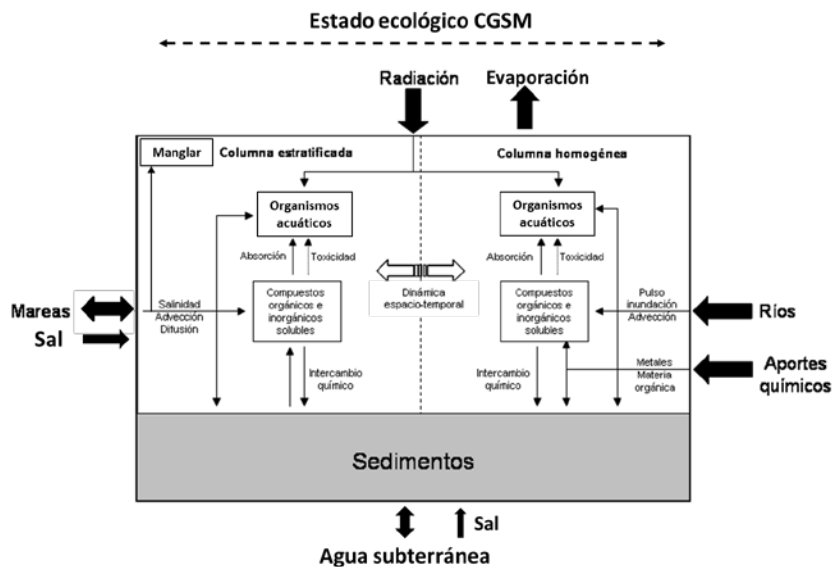 Estado ecológico CGSM
Radiación
Evaporación
Manglar
Columna estratificada
Columna homogénea
Organismos
acuáticos
Organismos
acuáticos
Absorción
Toxicidad
Absorción
Toxicidad
Mareas
Sal
Salinidad
Advección
Difusión
Compuestos
orgánicos e
inorgánicos
solubles
Dinámica
espacio-temporal
Compuestos
orgánicos e
inorgánicos
solubles
Pulso
inundación
Advección
Ríos
Intercambio
químico
Intercambio
químico
Metales
Materia
orgánica
Aportes
químicos
Sedimentos
Sal
Agua subterránea